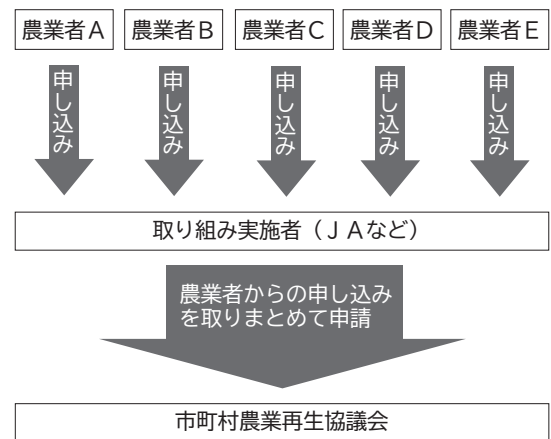 農業者A
農業者B
農業者C
農業者D
農業者E
申し込み
申し込み
申し込み
申し込み
申し込み
取り組み実施者(JAなど)
農業者からの申し込み
を取りまとめて申請
市町村農業再生協議会